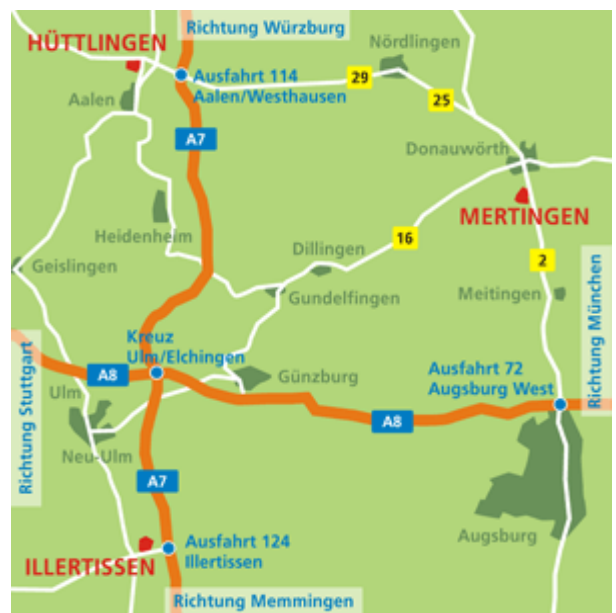 Richtung Würzburg
HÜTTLINGEN
Nördlingen
Ausfahrt 114
Aalen/Westhausen
29
Aalen
25
A7
Donauwörth
MERTINGEN
Heidenheim
16
Dillingen
2
Geislingen
Gundelfingen
Meitingen
Richtung München
Kreuz
Ulm/Elchingen
Richtung Stuttgart
A8
Günzburg
Ausfahrt 72
Augsburg West
Ulm
A8
Neu-Ulm
A7
Ausfahrt 124
Illertissen
Augsburg
ILLERTISSEN
Richtung Memmingen